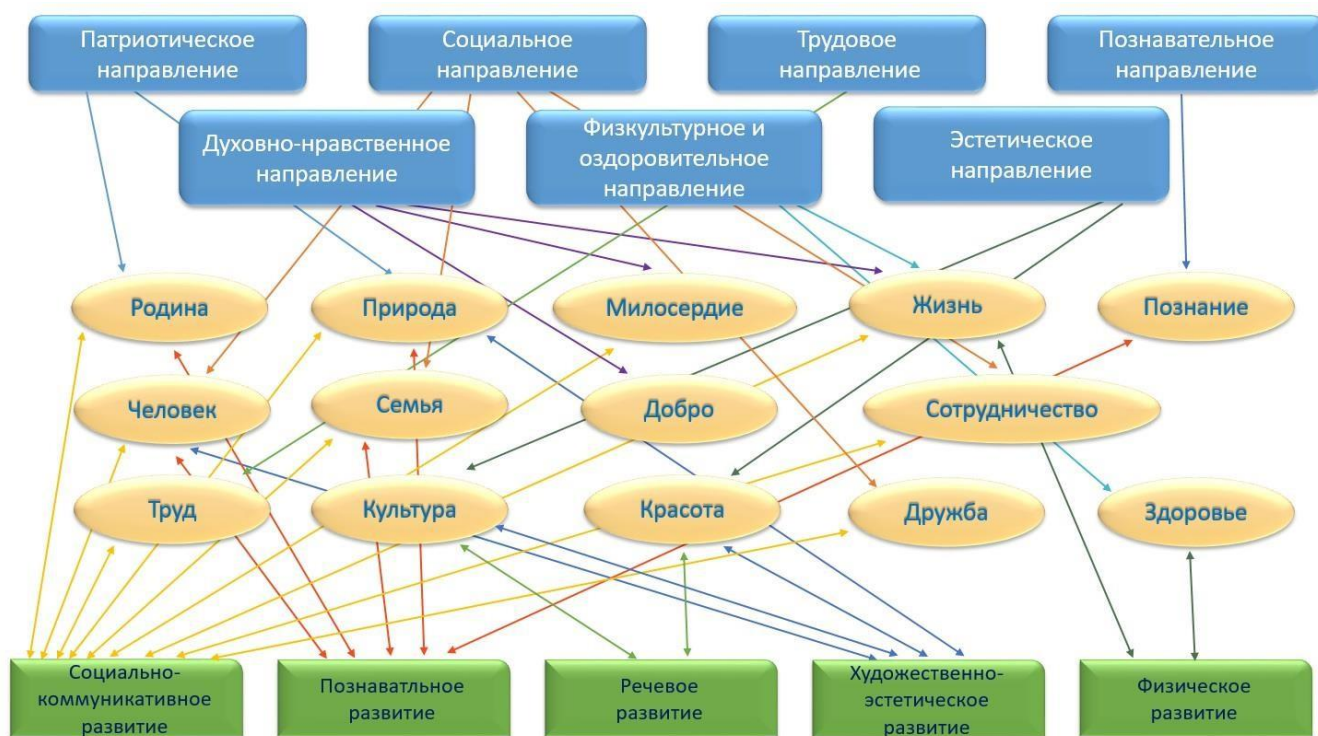 Патриотическое
направление
Социальное
направление
Трудовое
направление
Познавательное
направление
Духовно-нравственное
направление
Физкультурное и
оздоровительное
направление
Эстетическое
направление
Родина
Природа
Милосердие
Жизнь
Познание
Человек
Семья
Добро
Сотрудничество
Труд
Культура
Красота
Дружба
Здоровье
Социально-
коммуникативное
развитие
Познаватльное
развитие
Речевое
развитие
Художественно-
эстетическое
развитие
Физическое
развитие